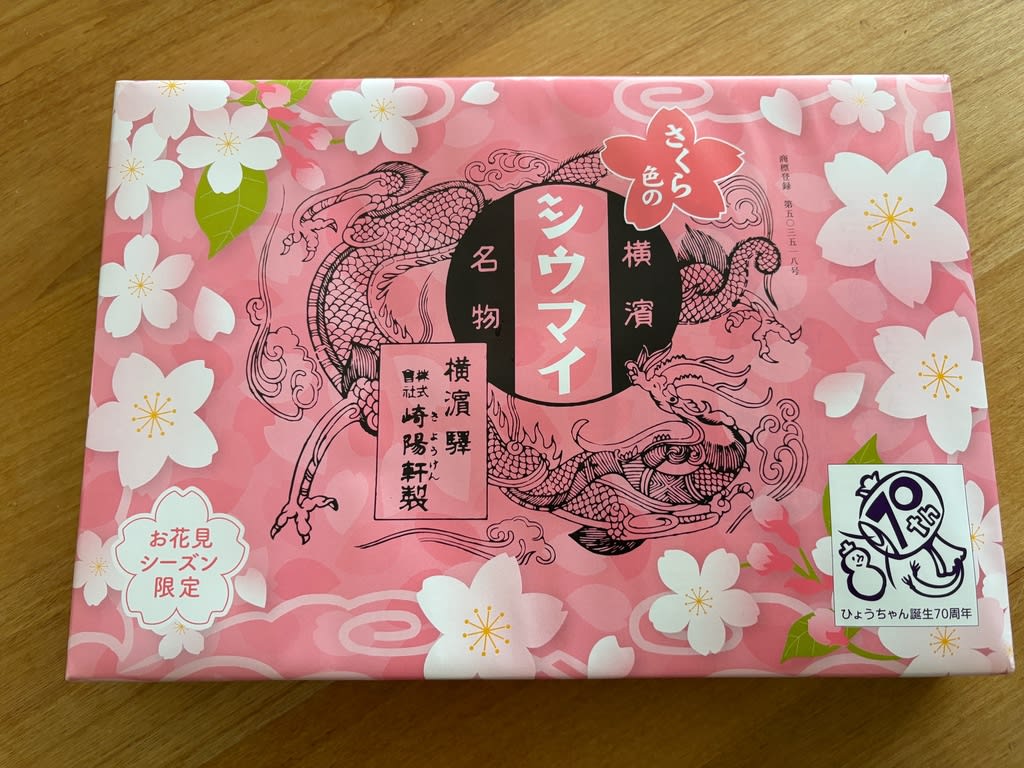 さくら
色の
シウマイ
横濱
名物
商標登録 第五〇三五一八号
横濱驛
株式
會社
崎陽軒製
きようけん
お花見
シーズン
限定
70th
ひょうちゃん誕生70周年